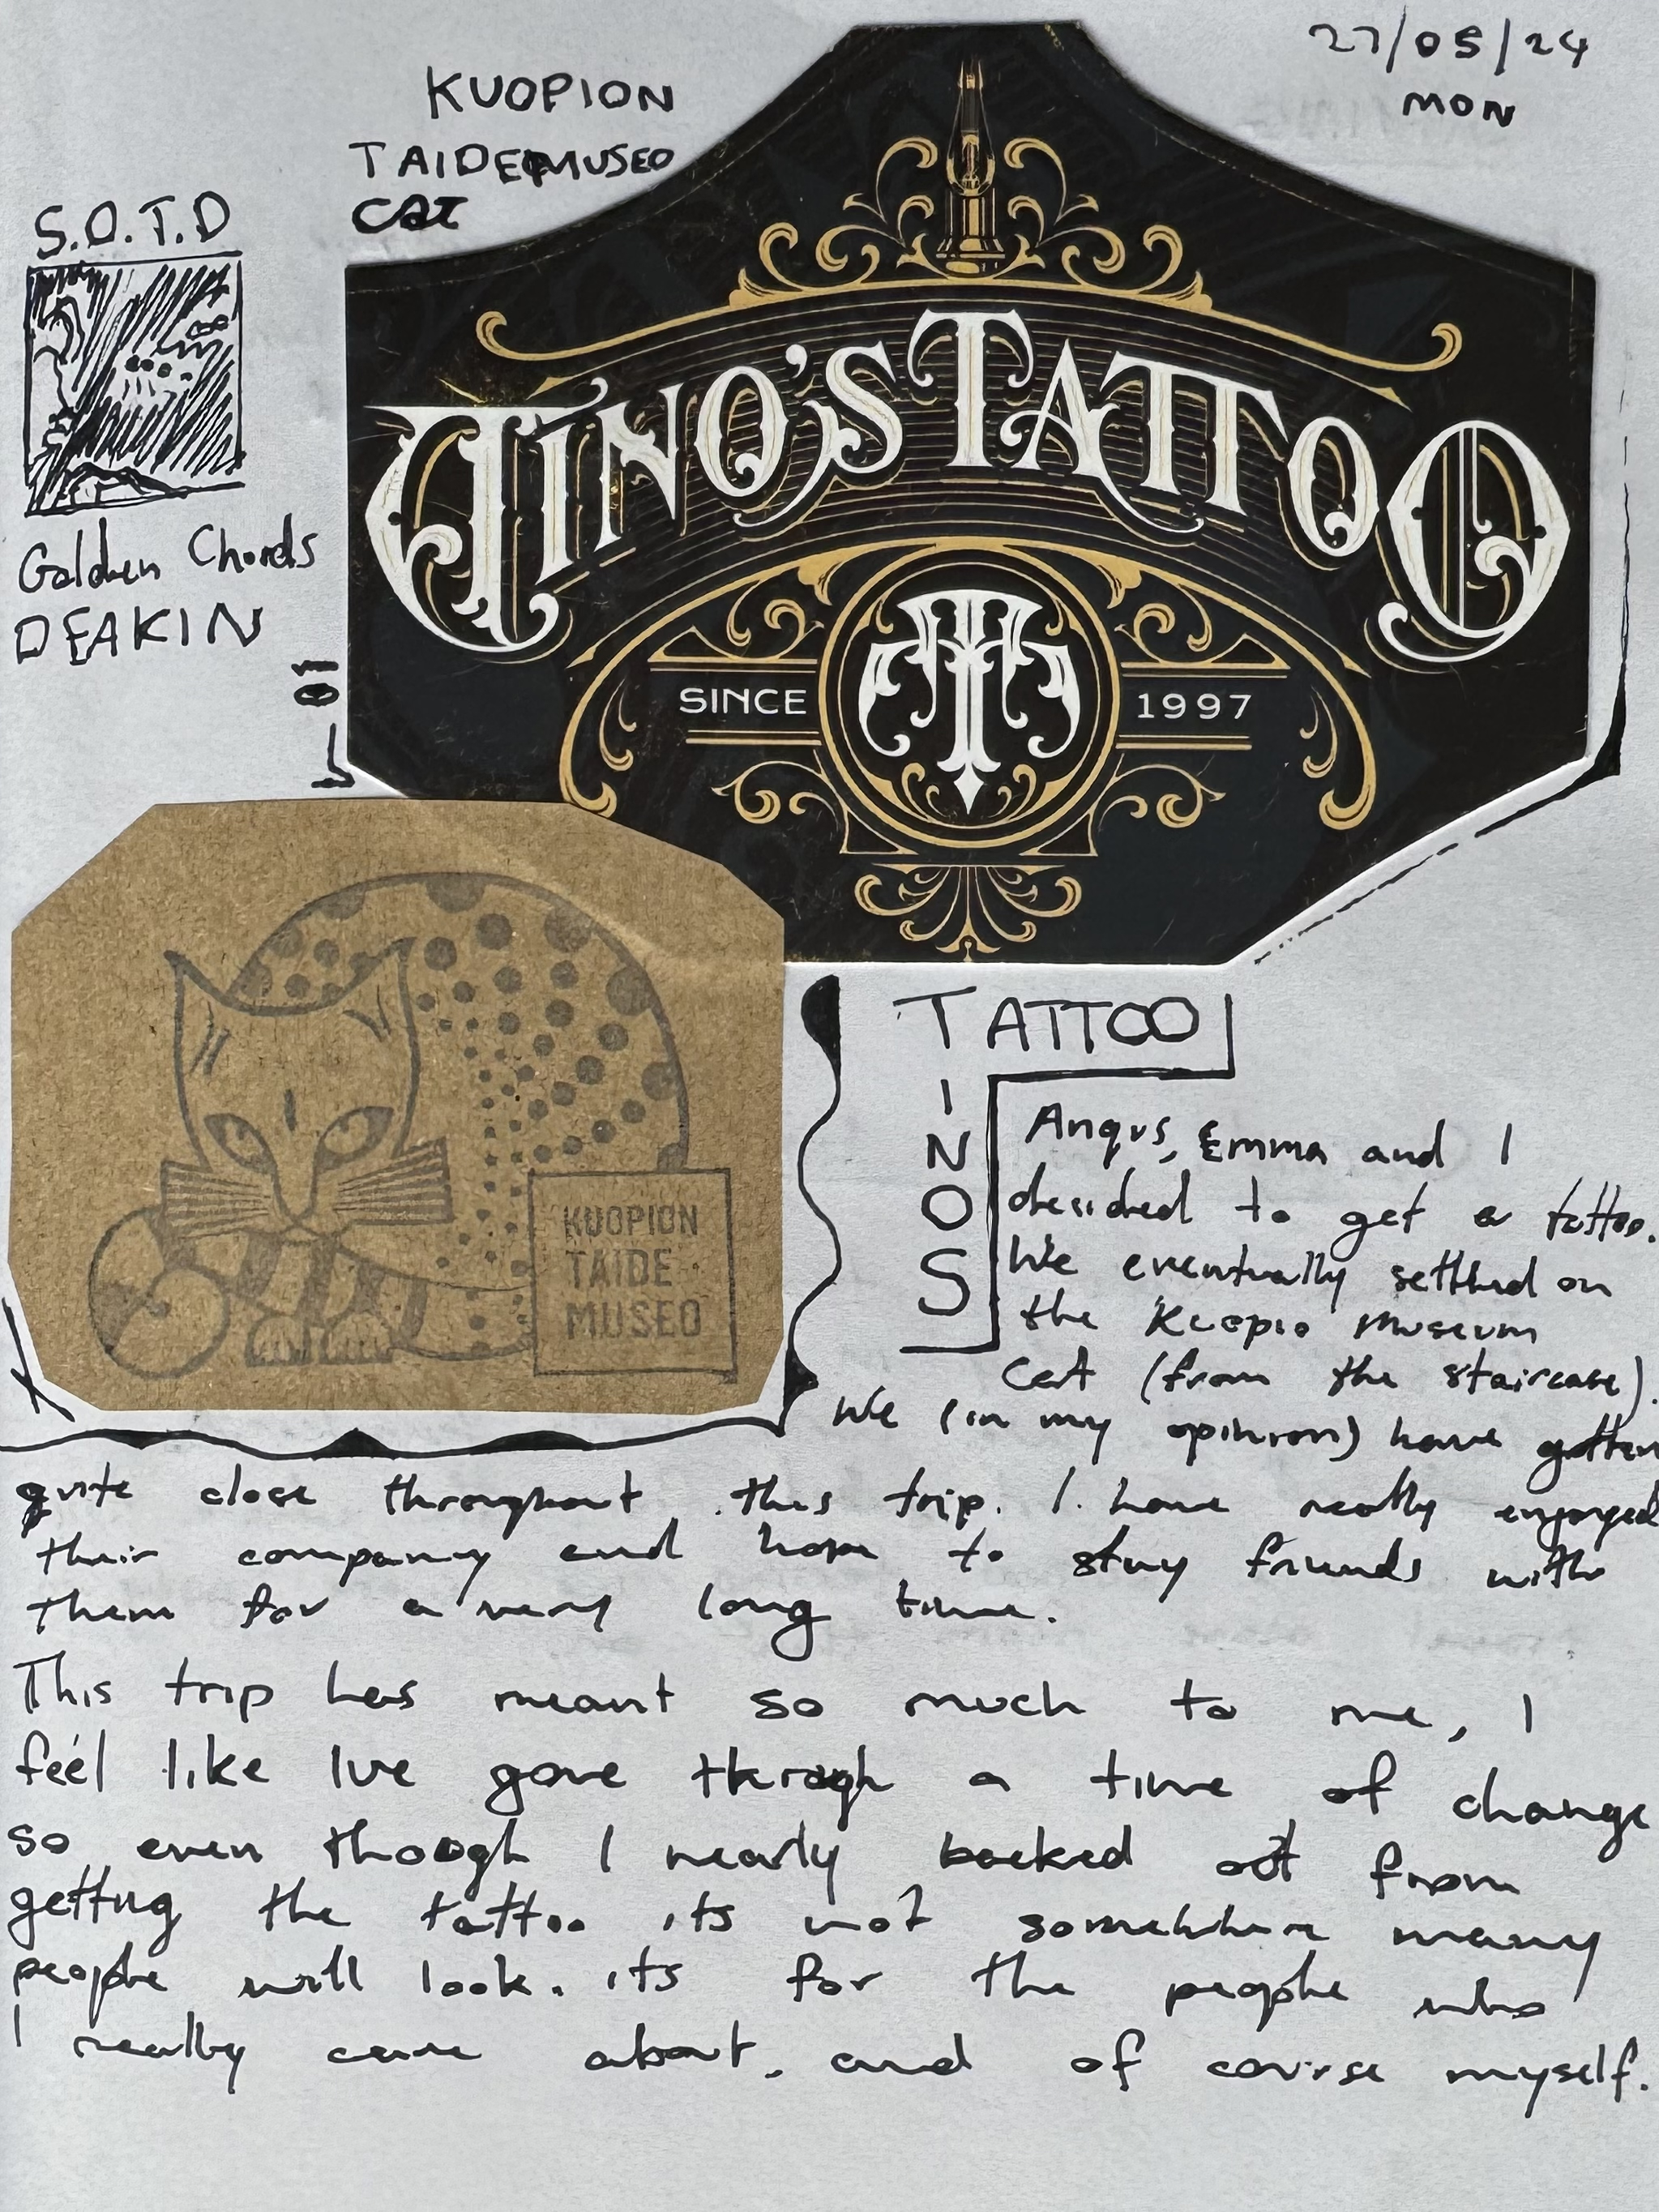 27/05/24
MON
KUOPION
TAIDEMUSEO
CAT
S.O.T.D
Golden Chords
DEAKIN
TINO'S TATTOO
SINCE 1997
KUOPION
TAIDE
MUSEO
TATTOO
TINOS
Angus, Emma and I
decided to get a tattoo.
We eventually settled on
the Kuopio Museum
Cat (from the staircase).
We (in my opinion) have gotten
quite close throughout this trip. I have really enjoyed
their company and hope to stay friends with
them for a very long time.
This trip has meant so much to me, I
feel like Ive gone through a time of change
so even though I nearly backed out from
getting the tattoo its not somewhere many
people will look. its for the people who
I really care about, and of course myself.